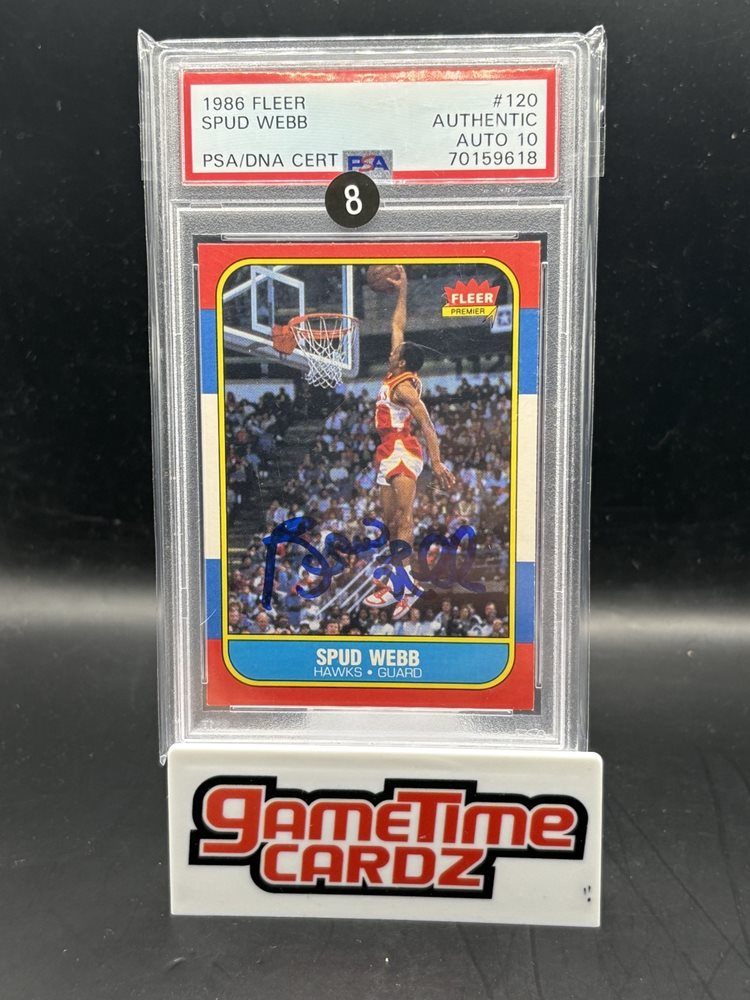 1986 FLEER #120
SPUD WEBB AUTHENTIC
AUTO 10
PSA/DNA CERT PSA 70159618
8
FLEER
PREMIER
SPUD WEBB
HAWKS • GUARD
GAMETIME
CARDZ